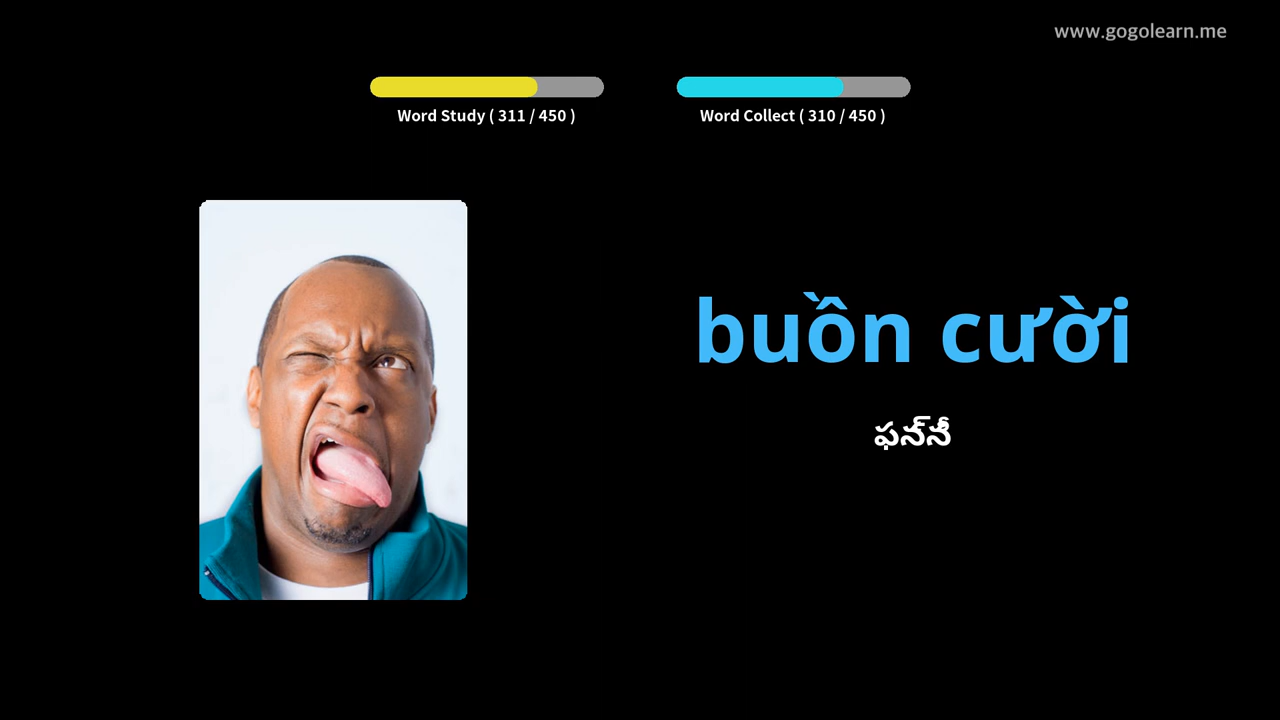 www.gogolearn.me
Word Study ( 311 / 450 )
Word Collect ( 310 / 450 )
buồn cười
ఫన్నీ